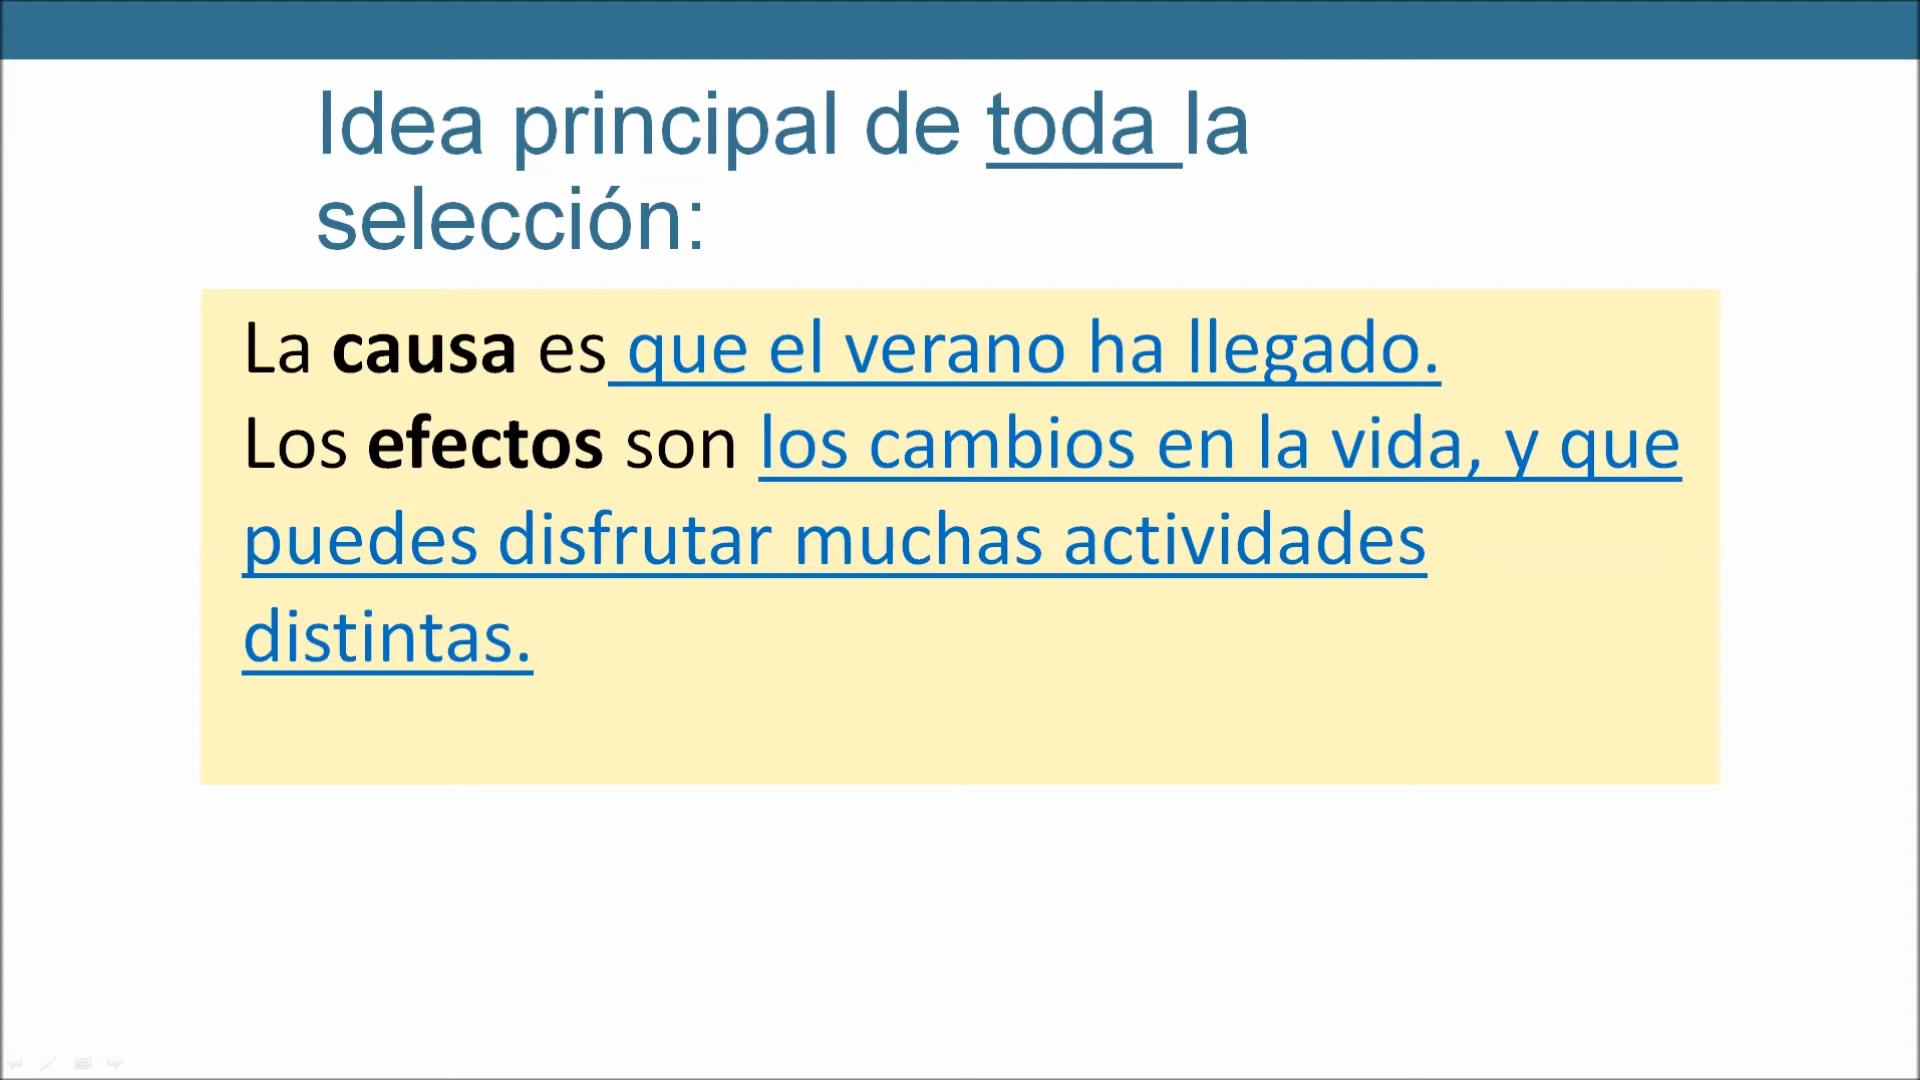 Idea principal de toda la
selección:
La causa es que el verano ha llegado.
Los efectos son los cambios en la vida, y que
puedes disfrutar muchas actividades
distintas.